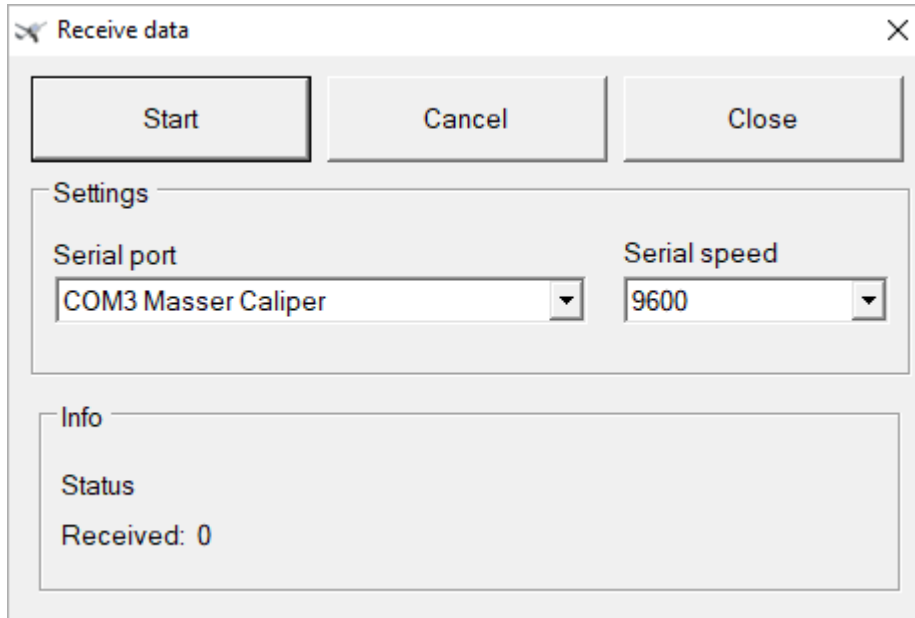 Receive data
Start Cancel Close
Settings
Serial port Serial speed
COM3 Masser Caliper 9600
Info
Status
Received: 0